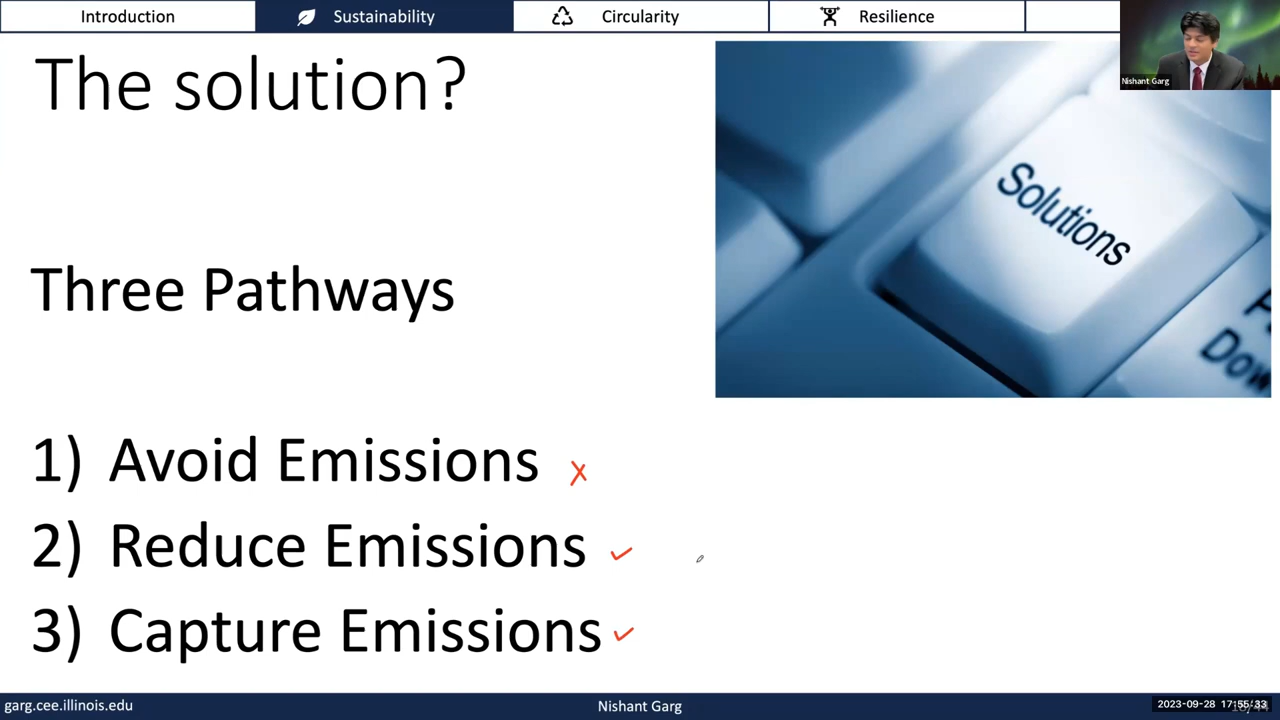 Introduction
Sustainability
Circularity
Resilience
Nishant Garg
The solution?
Solutions
Three Pathways
1) Avoid Emissions X
2) Reduce Emissions ✓
3) Capture Emissions ✓
garg.cee.illinois.edu
Nishant Garg
2023-09-28 17:55:33